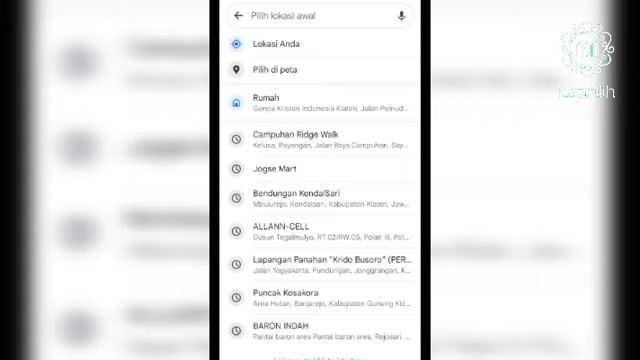 Pilih lokasi awal
Lokasi Anda
Pilih di peta
Rumah
Gereja Kristen Indonesia Klaten, Jalan Pemud...
Campuhan Ridge Walk
Kelusa, Payangan, Jalan Raya Campuhan, Say...
Jogse Mart
Bendungan KendalSari
Mbulurejo, Kendalsari, Kabupaten Klaten, Jaw...
ALLANN-CELL
Dusun Tegalmulyo, RT.02/RW.05, Polan III, Pol...
Lapangan Panahan "Krido Busoro" (PER...
Jalan Yogyakarta, Pundungan, Jonggrangan, K...
Puncak Kosakora
Area Hutan, Banjarejo, Kabupaten Gunung Kid...
BARON INDAH
Pantai baron area Pantai baron area, Rejosari, ...